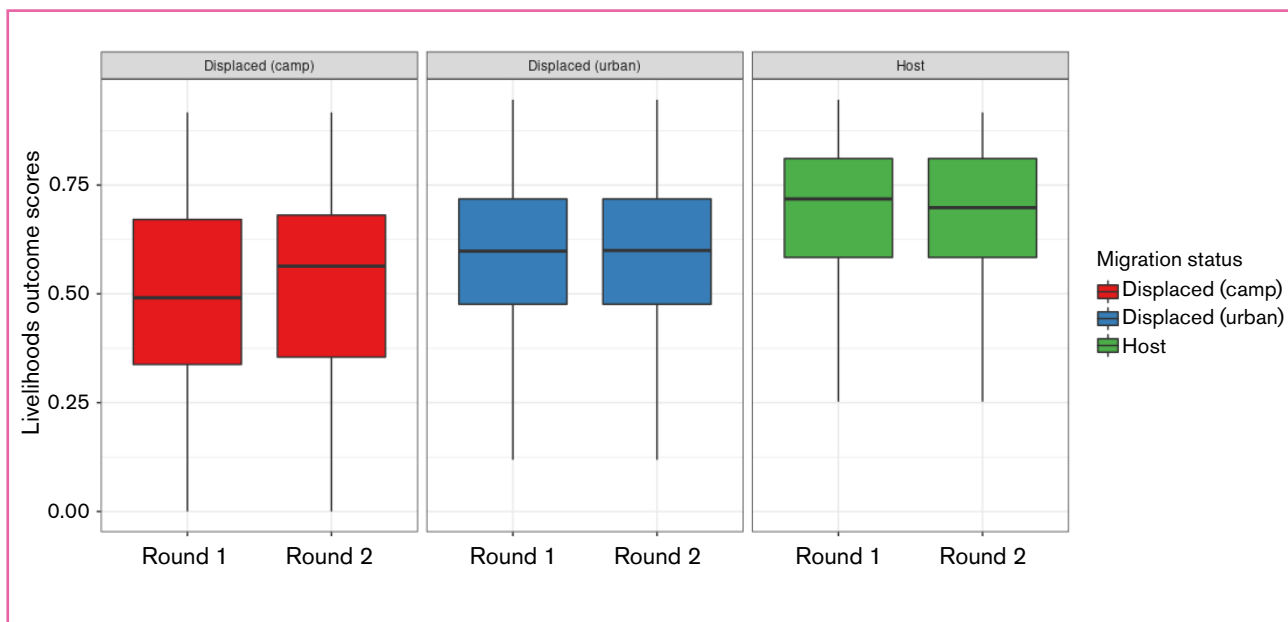 Displaced (camp)
Displaced (urban)
Host
Livelihoods outcome scores
0.75
0.50
0.25
0.00
Round 1
Round 2
Round 1
Round 2
Round 1
Round 2
Migration status
Displaced (camp)
Displaced (urban)
Host